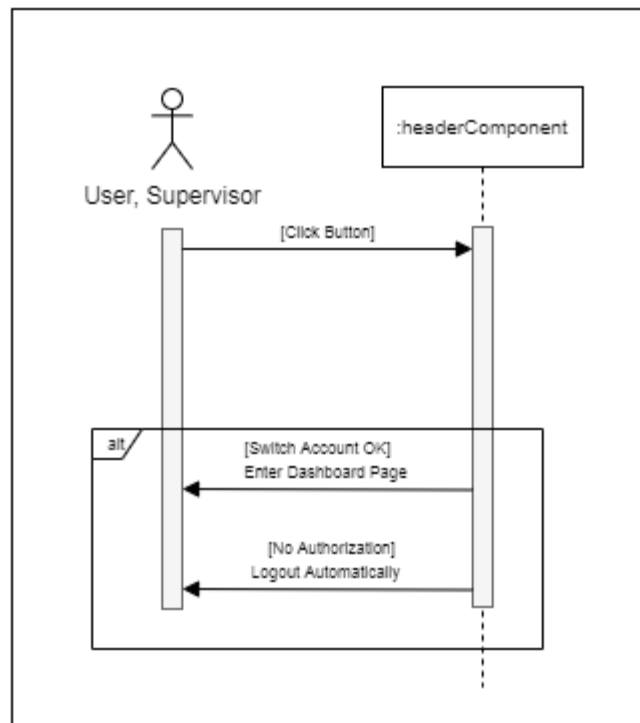 :headerComponent
User, Supervisor
[Click Button]
alt
[Switch Account OK]
Enter Dashboard Page
[No Authorization]
Logout Automatically